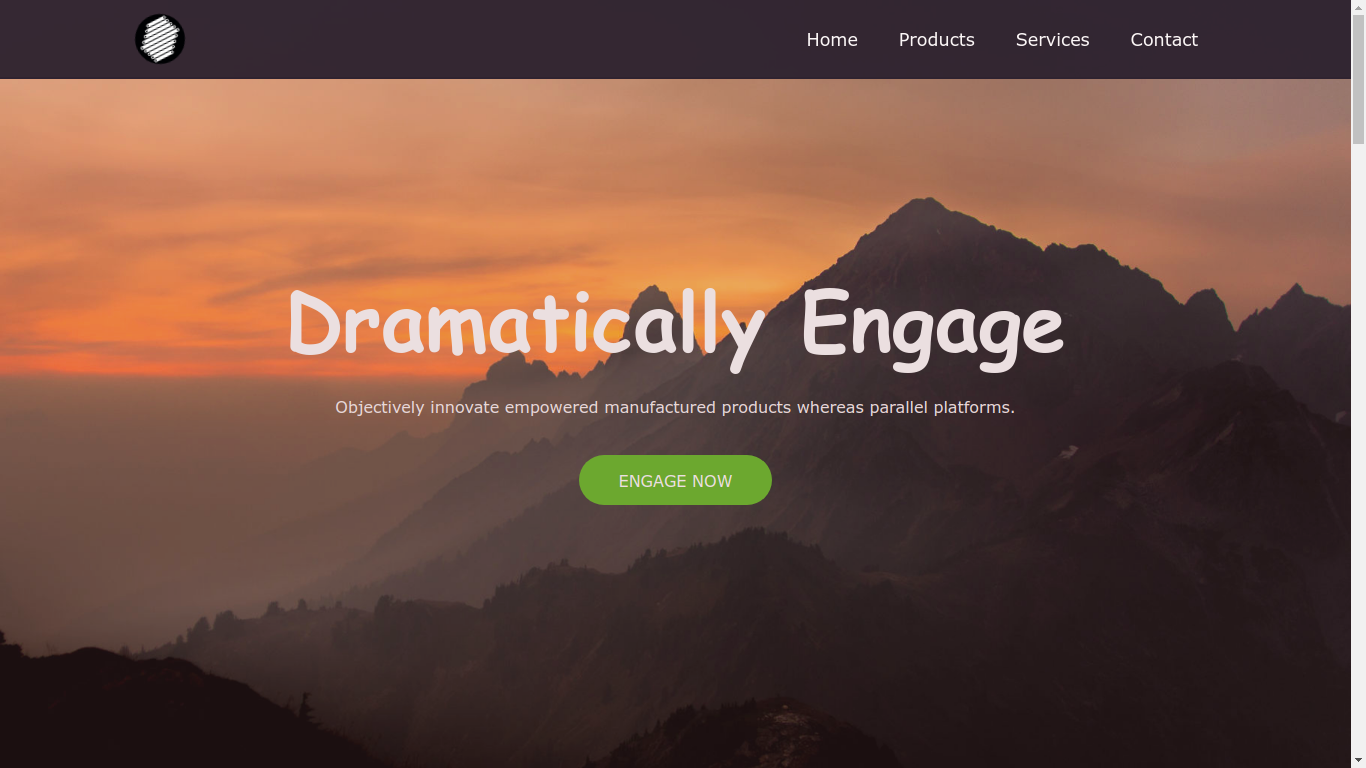 Home Products Services Contact
Dramatically Engage
Objectively innovate empowered manufactured products whereas parallel platforms.
ENGAGE NOW